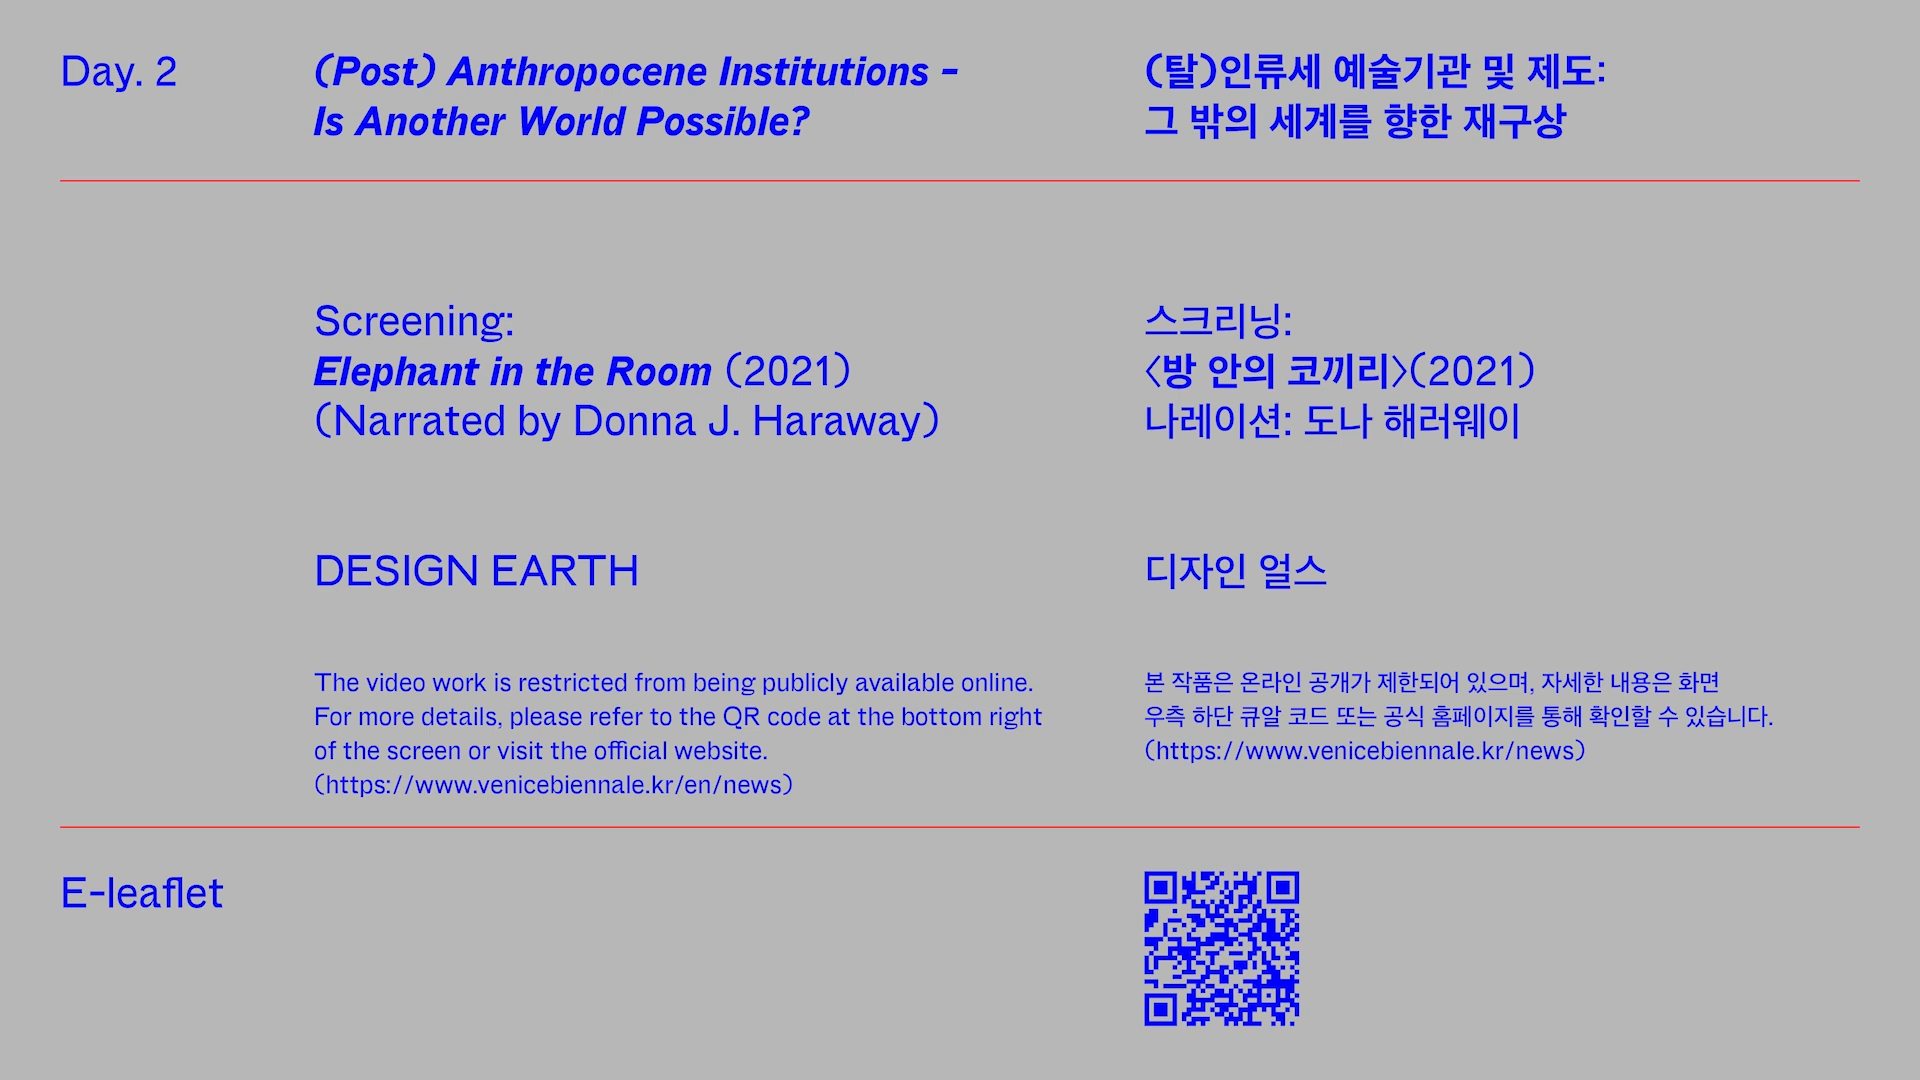 Day. 2
(Post) Anthropocene Institutions –
Is Another World Possible?
(탈)인류세 예술기관 및 제도:
그 밖의 세계를 향한 재구상
Screening:
Elephant in the Room (2021)
(Narrated by Donna J. Haraway)
스크리닝:
〈방 안의 코끼리〉(2021)
나레이션: 도나 해러웨이
DESIGN EARTH
디자인 얼스
The video work is restricted from being publicly available online.
For more details, please refer to the QR code at the bottom right
of the screen or visit the official website.
(https://www.venicebiennale.kr/en/news)
본 작품은 온라인 공개가 제한되어 있으며, 자세한 내용은 화면
우측 하단 큐알 코드 또는 공식 홈페이지를 통해 확인할 수 있습니다.
(https://www.venicebiennale.kr/news)
E-leaflet